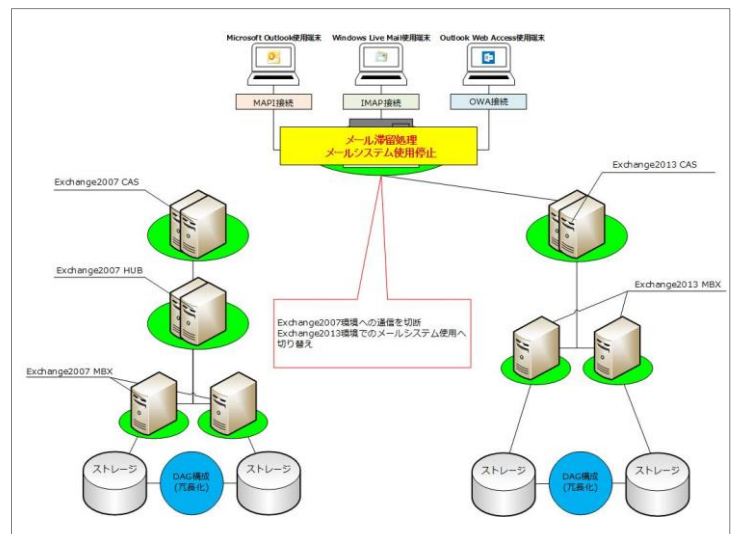 Microsoft Outlook使用端末
Windows Live Mail使用端末
Outlook Web Access使用端末
MAPI接続
IMAP接続
OWA接続
メール滞留処理
メールシステム使用停止
Exchange2007 CAS
Exchange2013 CAS
Exchange2007 HUB
Exchange2013 MBX
Exchange2007環境への通信を切断
Exchange2013環境でのメールシステム使用へ
切り替え
Exchange2007 MBX
ストレージ
DAG構成
(冗長化)
ストレージ
ストレージ
DAG構成
(冗長化)
ストレージ